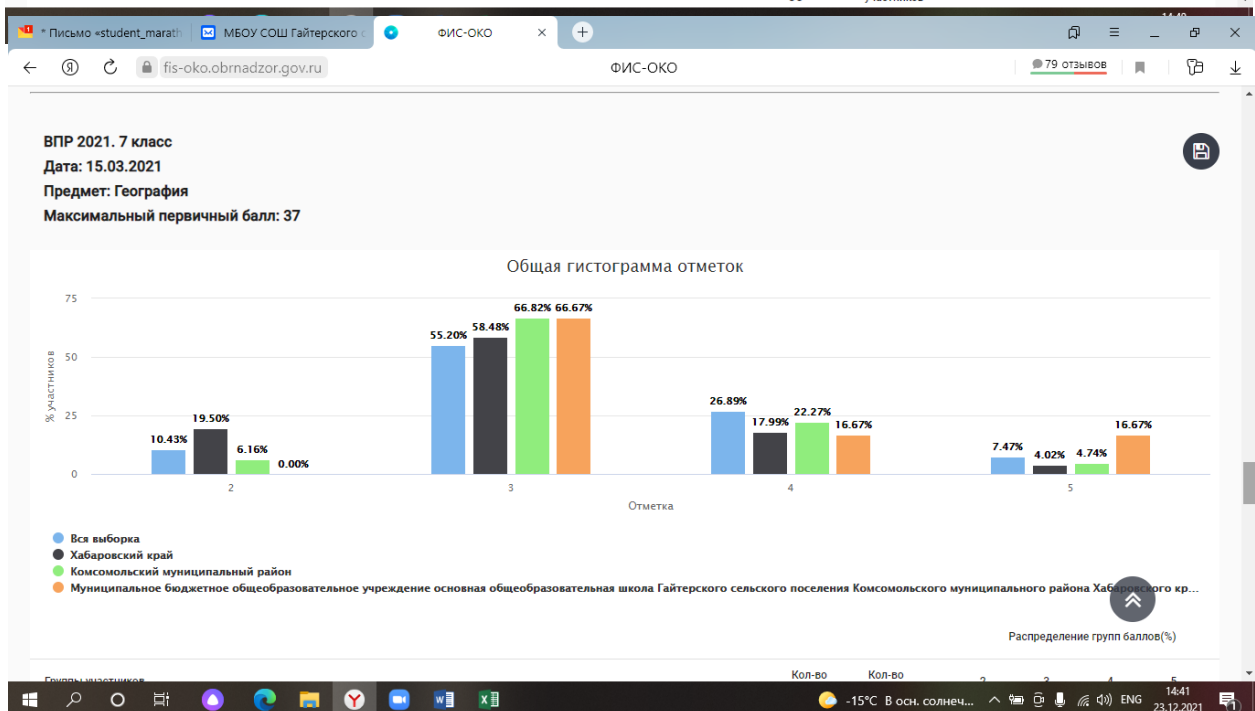 участников
* Письмо «student_marath
МБОУ СОШ Гайтерского с
ФИС-ОКО
fis-oko.obrnadzor.gov.ru
ФИС-ОКО
79 отзывов
ВПР 2021. 7 класс
Дата: 15.03.2021
Предмет: География
Максимальный первичный балл: 37
Общая гистограмма отметок
75
50
25
0
% участников
10.43%
19.50%
6.16%
0.00%
55.20%
58.48%
66.82%
66.67%
26.89%
17.99%
22.27%
16.67%
7.47%
4.02%
4.74%
16.67%
2
3
4
5
Отметка
Вся выборка
Хабаровский край
Комсомольский муниципальный район
Муниципальное бюджетное общеобразовательное учреждение основная общеобразовательная школа Гайтерского сельского поселения Комсомольского муниципального района Хабаровского кр...
Распределение групп баллов(%)
Группы участников
Кол-во
Кол-во
2
3
4
5
-15°C В осн. солнеч...
ENG
14:41
23.12.2021